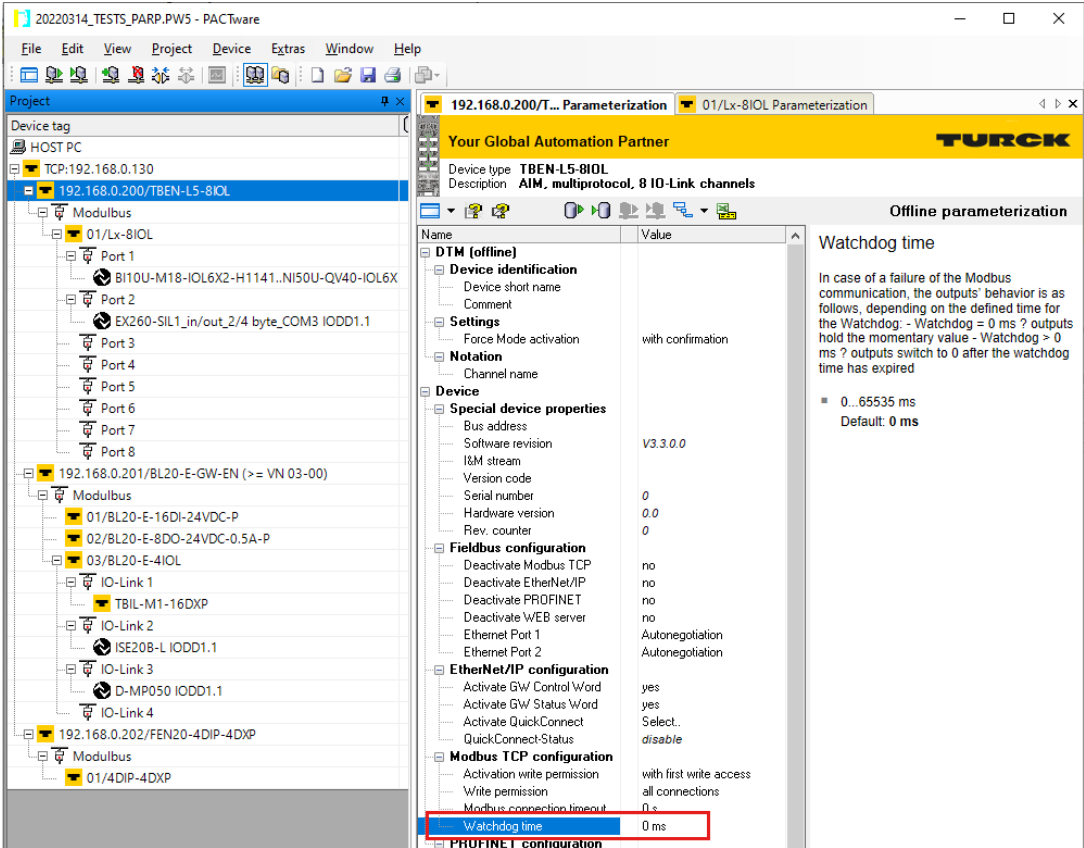 20220314_TESTS_PARP.PW5 - PACTware
File Edit View Project Device Extras Window Help
Project
Device tag
HOST PC
TCP:192.168.0.130
192.168.0.200/TBEN-L5-8IOL
Modulbus
01/Lx-8IOL
Port 1
BI10U-M18-IOL6X2-H1141..NI50U-QV40-IOL6X
Port 2
EX260-SIL1_in/out_2/4 byte_COM3 IODD1.1
Port 3
Port 4
Port 5
Port 6
Port 7
Port 8
192.168.0.201/BL20-E-GW-EN (>= VN 03-00)
Modulbus
01/BL20-E-16DI-24VDC-P
02/BL20-E-8DO-24VDC-0.5A-P
03/BL20-E-4IOL
IO-Link 1
TBIL-M1-16DXP
IO-Link 2
ISE20B-L IODD1.1
IO-Link 3
D-MP050 IODD1.1
IO-Link 4
192.168.0.202/FEN20-4DIP-4DXP
Modulbus
01/4DIP-4DXP
192.168.0.200/T... Parameterization
01/Lx-8IOL Parameterization
Your Global Automation Partner
TURCK
Device type TBEN-L5-8IOL
Description AIM, multiprotocol, 8 IO-Link channels
Offline parameterization
Name Value
DTM (offline)
Device identification
Device short name
Comment
Settings
Force Mode activation with confirmation
Notation
Channel name
Device
Special device properties
Bus address
Software revision V3.3.0.0
I&M stream
Version code
Serial number 0
Hardware version 0.0
Rev. counter 0
Fieldbus configuration
Deactivate Modbus TCP no
Deactivate EtherNet/IP no
Deactivate PROFINET no
Deactivate WEB server no
Ethernet Port 1 Autonegotiation
Ethernet Port 2 Autonegotiation
EtherNet/IP configuration
Activate GW Control Word yes
Activate GW Status Word yes
Activate QuickConnect Select..
QuickConnect-Status disable
Modbus TCP configuration
Activation write permission with first write access
Write permission all connections
Modbus connection timeout 0 s
Watchdog time 0 ms
PROFINET configuration
Watchdog time
In case of a failure of the Modbus
communication, the outputs' behavior is as
follows, depending on the defined time for
the Watchdog: - Watchdog = 0 ms ? outputs
hold the momentary value - Watchdog > 0
ms ? outputs switch to 0 after the watchdog
time has expired
0...65535 ms
Default: 0 ms